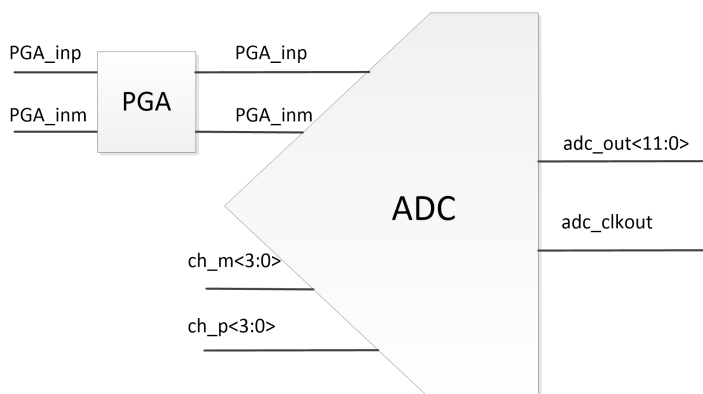 PGA_inp
PGA_inp
PGA
PGA_inm
PGA_inm
adc_out<11:0>
ADC
adc_clkout
ch_m<3:0>
ch_p<3:0>